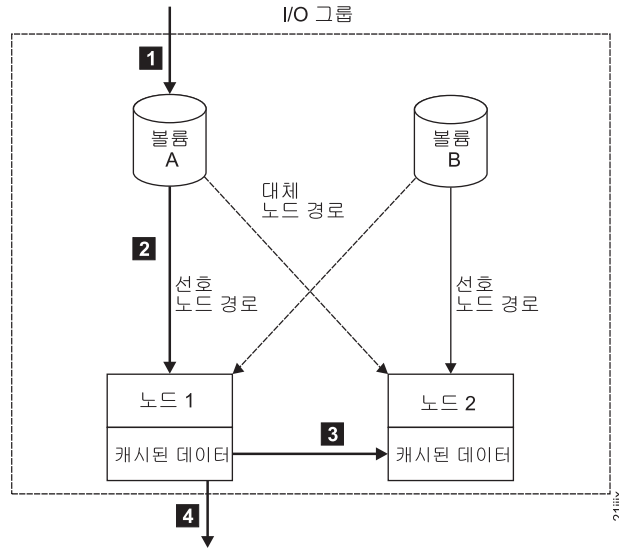 I/O 그룹
1
볼륨
A
볼륨
B
대체
노드 경로
2
선호
노드 경로
선호
노드 경로
노드 1
노드 2
캐시된 데이터
3
캐시된 데이터
4